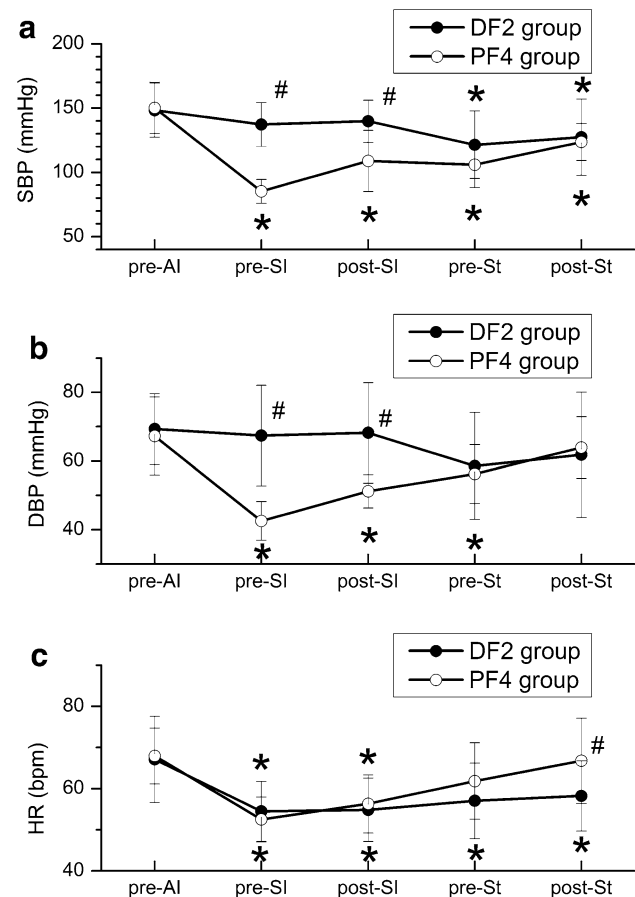 a
DF2 group
PF4 group
SBP (mmHg)
200
150
100
50
# # * *
* * * *
pre-AI pre-SI post-SI pre-St post-St
b
DF2 group
PF4 group
DBP (mmHg)
80
60
40
# #
* * *
pre-AI pre-SI post-SI pre-St post-St
c
DF2 group
PF4 group
HR (bpm)
80
60
40
* * #
* * * *
pre-AI pre-SI post-SI pre-St post-St